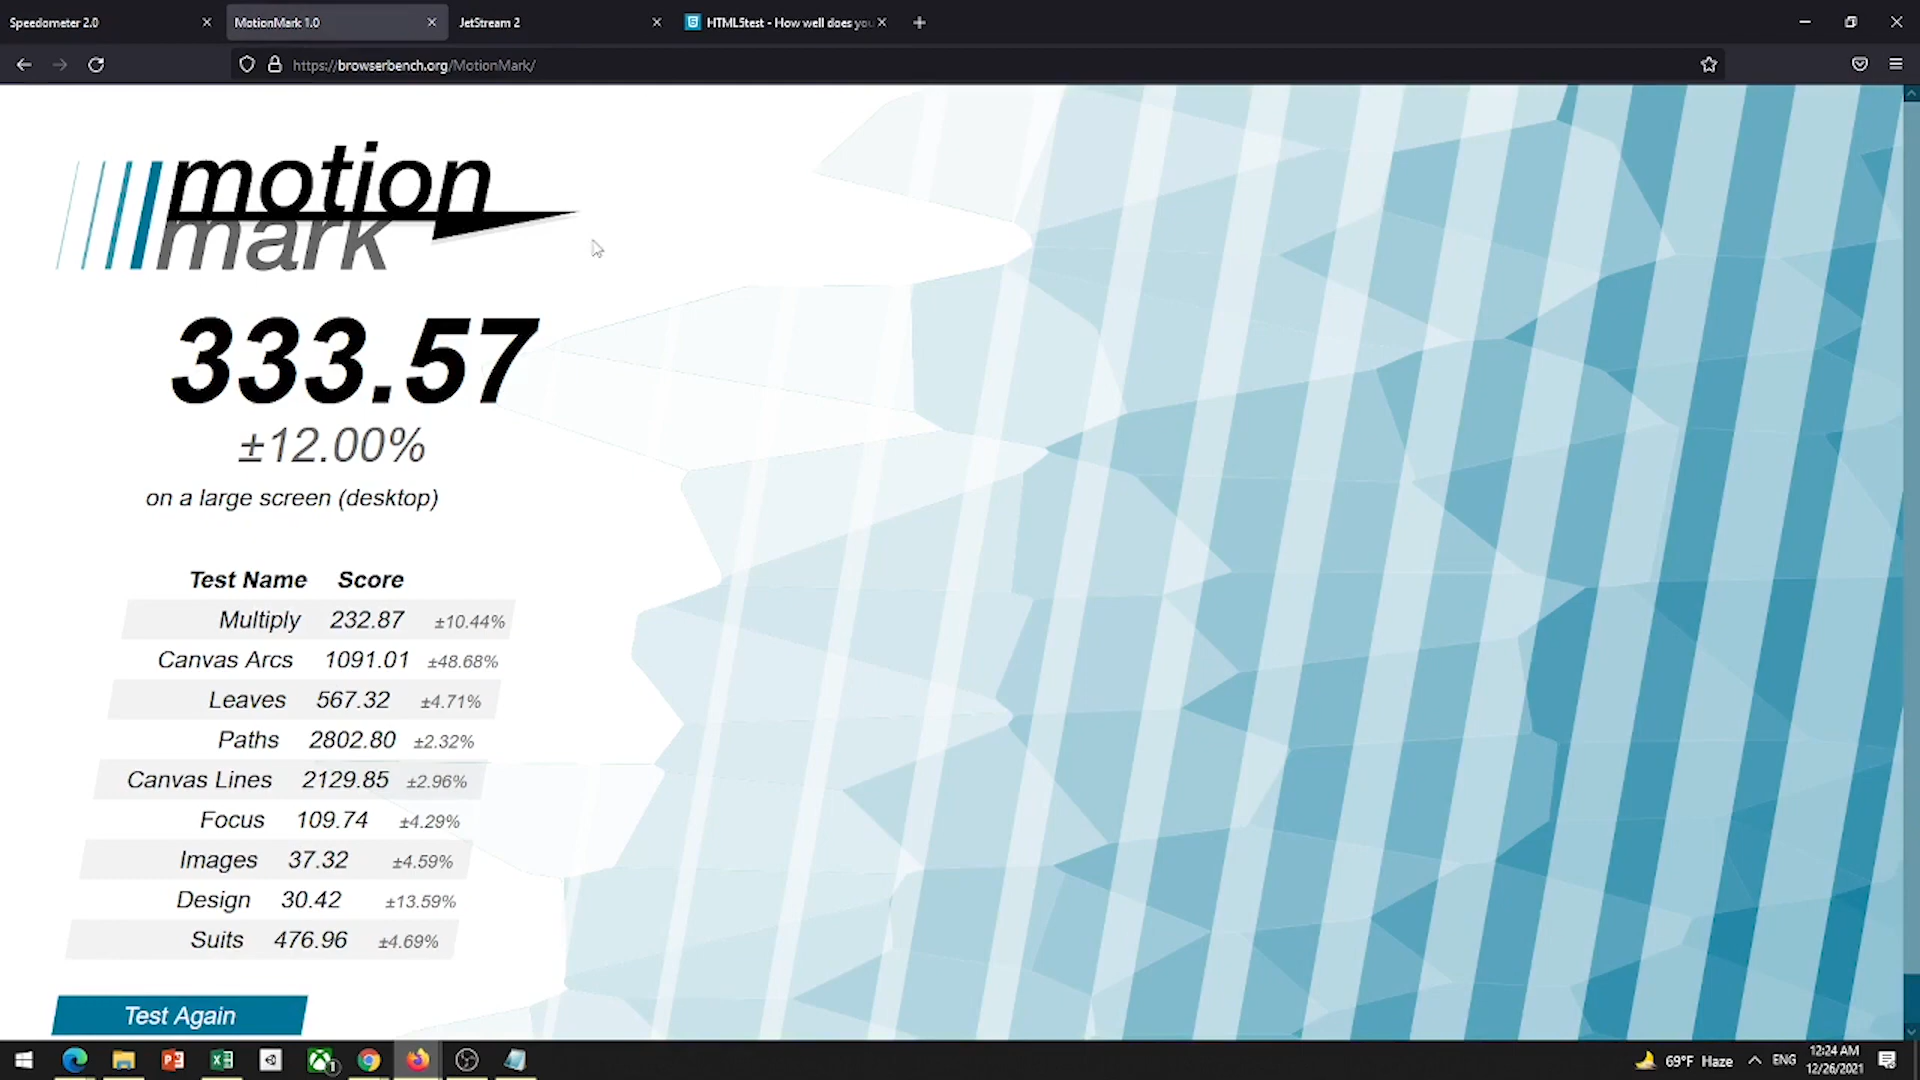 Speedometer 2.0
MotionMark 1.0
JetStream 2
HTML5test - How well does you
https://browserbench.org/MotionMark/
motion
mark
333.57
±12.00%
on a large screen (desktop)
Test Name Score
Multiply 232.87 ±10.44%
Canvas Arcs 1091.01 ±48.68%
Leaves 567.32 ±4.71%
Paths 2802.80 ±2.32%
Canvas Lines 2129.85 ±2.96%
Focus 109.74 ±4.29%
Images 37.32 ±4.59%
Design 30.42 ±13.59%
Suits 476.96 ±4.69%
Test Again
69°F Haze
ENG
12:24 AM
12/26/2021